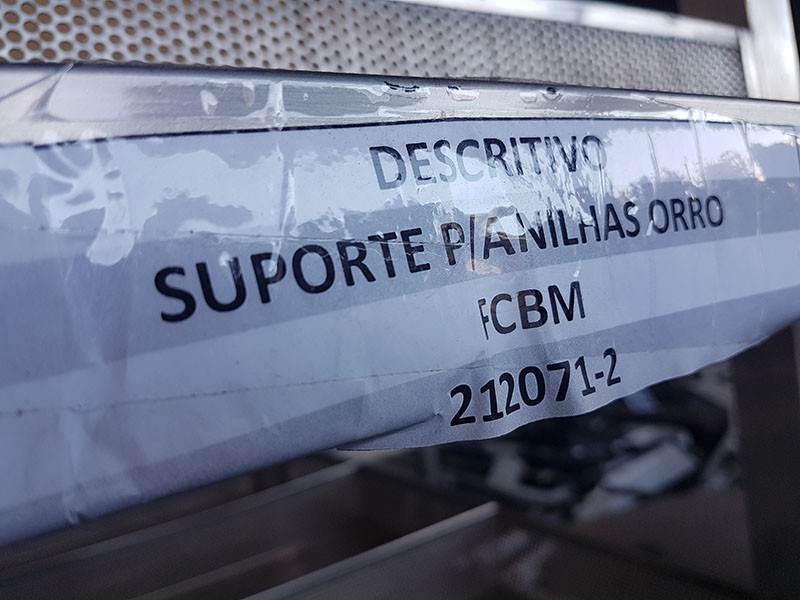 DESCRITIVO
SUPORTE P/ANILHAS ORRO
FCBM
212071-2